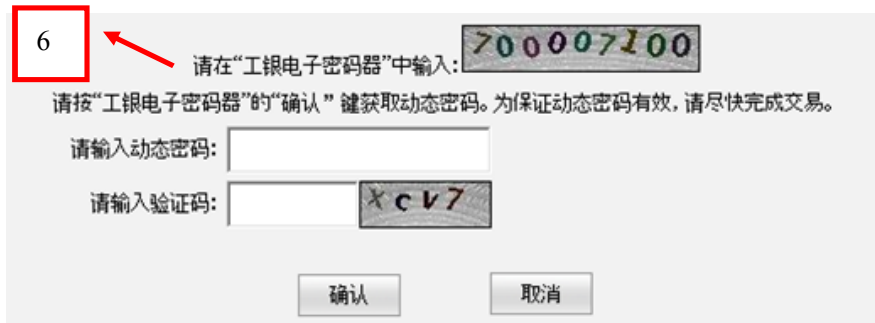 6
请在“工银电子密码器”中输入: 700007100
请按“工银电子密码器”的“确认” 键获取动态密码。为保证动态密码有效, 请尽快完成交易。
请输入动态密码:
请输入验证码: xcv7
确认 取消